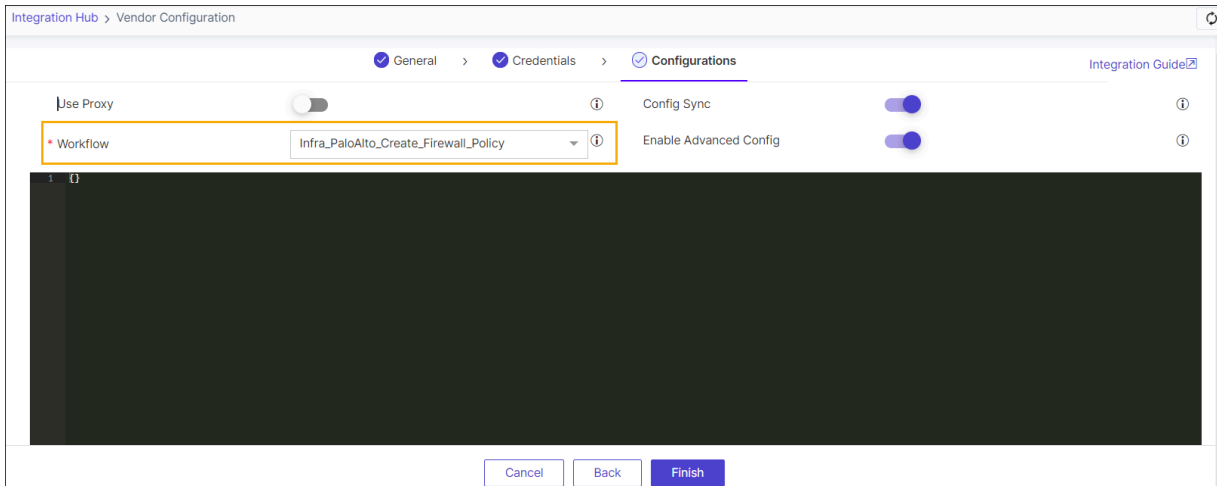 Integration Hub > Vendor Configuration
General > Credentials > Configurations
Integration Guide
Use Proxy
Config Sync
* Workflow
Infra_PaloAlto_Create_Firewall_Policy
Enable Advanced Config
1 {}
Cancel Back Finish